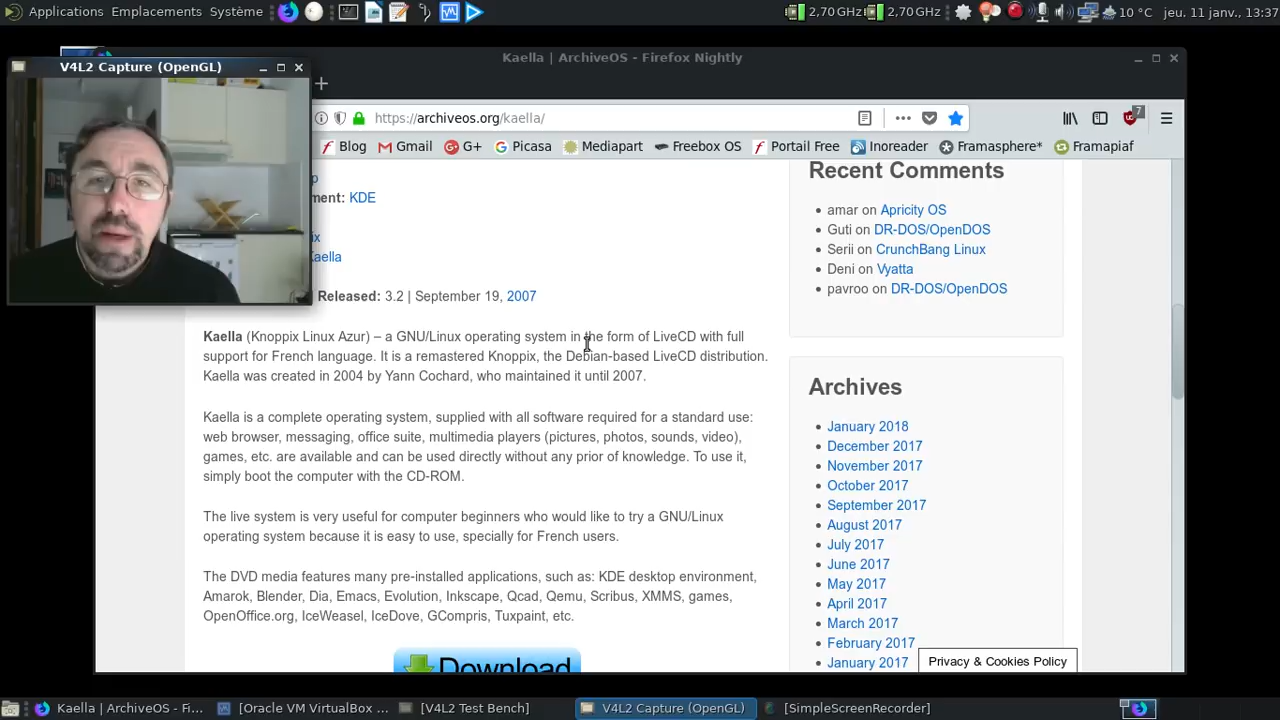 Applications Emplacements Système 2,70 GHz 2,70 GHz 10 °C jeu. 11 janv., 13:37
Kaella | ArchiveOS - Firefox Nightly
V4L2 Capture (OpenGL)
https://archiveos.org/kaella/ 7
Blog Gmail G+ Picasa Mediapart Freebox OS Portail Free Inoreader Framasphere* Framapiaf
p
ment: KDE
ix
Kaella
Released: 3.2 | September 19, 2007
Kaella (Knoppix Linux Azur) – a GNU/Linux operating system in the form of LiveCD with full
support for French language. It is a remastered Knoppix, the Debian-based LiveCD distribution.
Kaella was created in 2004 by Yann Cochard, who maintained it until 2007.
Kaella is a complete operating system, supplied with all software required for a standard use:
web browser, messaging, office suite, multimedia players (pictures, photos, sounds, video),
games, etc. are available and can be used directly without any prior of knowledge. To use it,
simply boot the computer with the CD-ROM.
The live system is very useful for computer beginners who would like to try a GNU/Linux
operating system because it is easy to use, specially for French users.
The DVD media features many pre-installed applications, such as: KDE desktop environment,
Amarok, Blender, Dia, Emacs, Evolution, Inkscape, Qcad, Qemu, Scribus, XMMS, games,
OpenOffice.org, IceWeasel, IceDove, GCompris, Tuxpaint, etc.
Download
Recent Comments
amar on Apricity OS
Guti on DR-DOS/OpenDOS
Serii on CrunchBang Linux
Deni on Vyatta
pavroo on DR-DOS/OpenDOS
Archives
January 2018
December 2017
November 2017
October 2017
September 2017
August 2017
July 2017
June 2017
May 2017
April 2017
March 2017
February 2017
January 2017
Privacy & Cookies Policy
Kaella | ArchiveOS - Fi... [Oracle VM VirtualBox ... [V4L2 Test Bench] V4L2 Capture (OpenGL) [SimpleScreenRecorder]